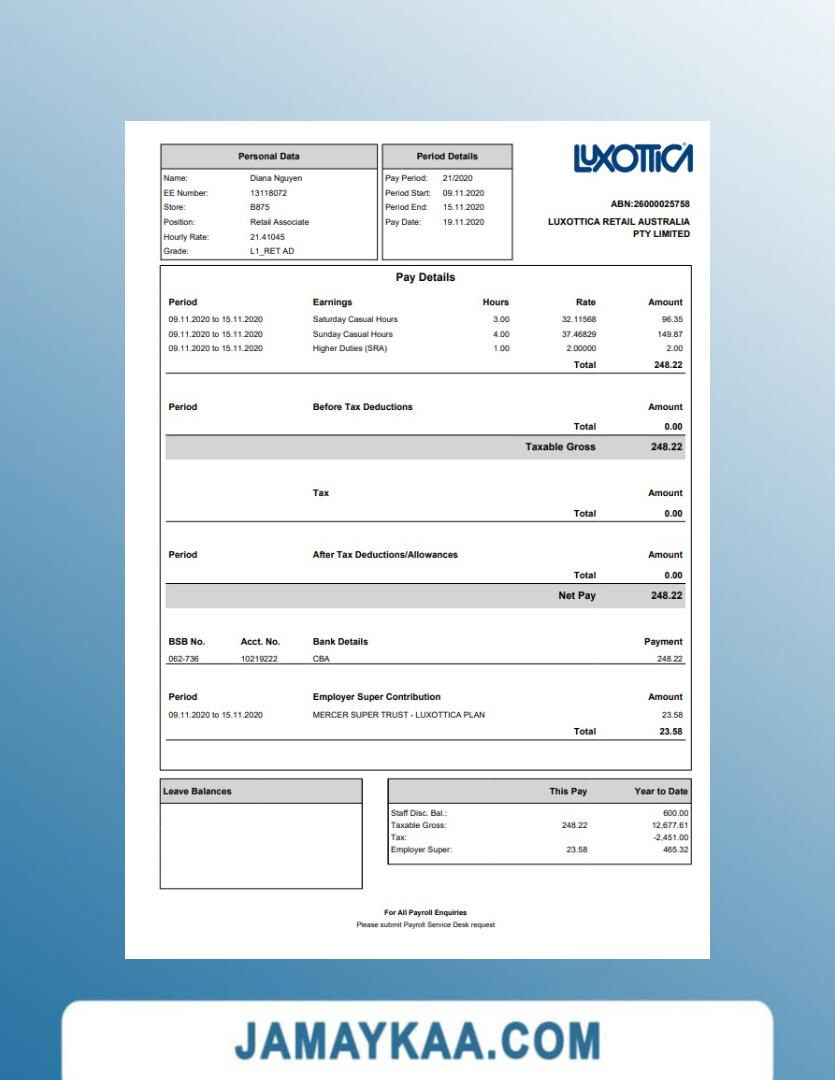 Personal Data
Name: Diana Nguyen
EE Number: 13118072
Store: B875
Position: Retail Associate
Hourly Rate: 21.41045
Grade: L1_RET AD
Period Details
Pay Period: 21/2020
Period Start: 09.11.2020
Period End: 15.11.2020
Pay Date: 19.11.2020
LUXOTTICA
ABN:26000025758
LUXOTTICA RETAIL AUSTRALIA
PTY LIMITED
Pay Details
Period Earnings Hours Rate Amount
09.11.2020 to 15.11.2020 Saturday Casual Hours 3.00 32.11568 96.35
09.11.2020 to 15.11.2020 Sunday Casual Hours 4.00 37.46829 149.87
09.11.2020 to 15.11.2020 Higher Duties (SRA) 1.00 2.00000 2.00
Total 248.22
Period Before Tax Deductions Amount
Total 0.00
Taxable Gross 248.22
Tax Amount
Total 0.00
Period After Tax Deductions/Allowances Amount
Total 0.00
Net Pay 248.22
BSB No. Acct. No. Bank Details Payment
062-736 10219222 CBA 248.22
Period Employer Super Contribution Amount
09.11.2020 to 15.11.2020 MERCER SUPER TRUST - LUXOTTICA PLAN 23.58
Total 23.58
Leave Balances
This Pay Year to Date
Staff Disc. Bal.: 600.00
Taxable Gross: 248.22 12,677.61
Tax: -2,451.00
Employer Super: 23.58 465.32
For All Payroll Enquiries
Please submit Payroll Service Desk request
JAMAYKAA.COM